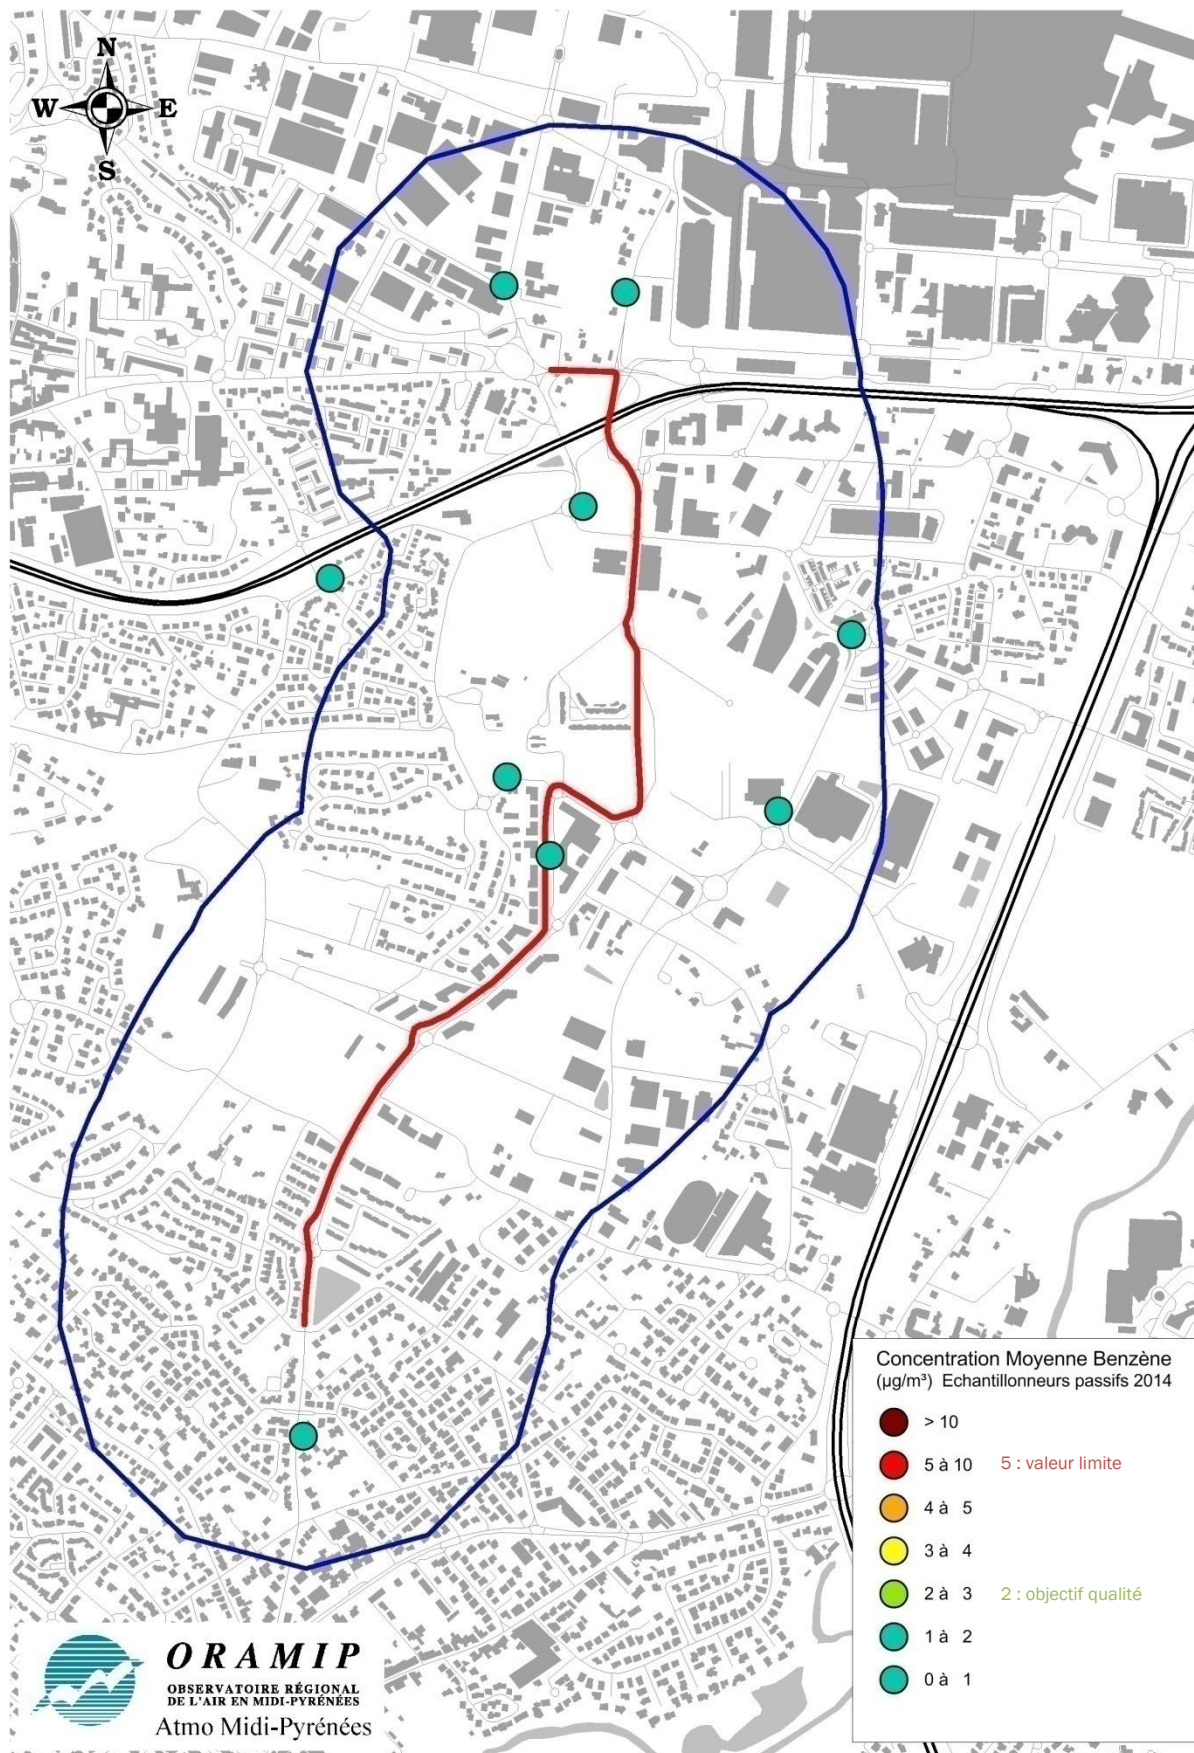 N
W E
S
Concentration Moyenne Benzène
(µg/m³) Echantillonneurs passifs 2014
> 10
5 à 10 5 : valeur limite
4 à 5
3 à 4
2 à 3 2 : objectif qualité
1 à 2
0 à 1
ORAMIP
OBSERVATOIRE RÉGIONAL
DE L'AIR EN MIDI-PYRÉNÉES
Atmo Midi-Pyrénées